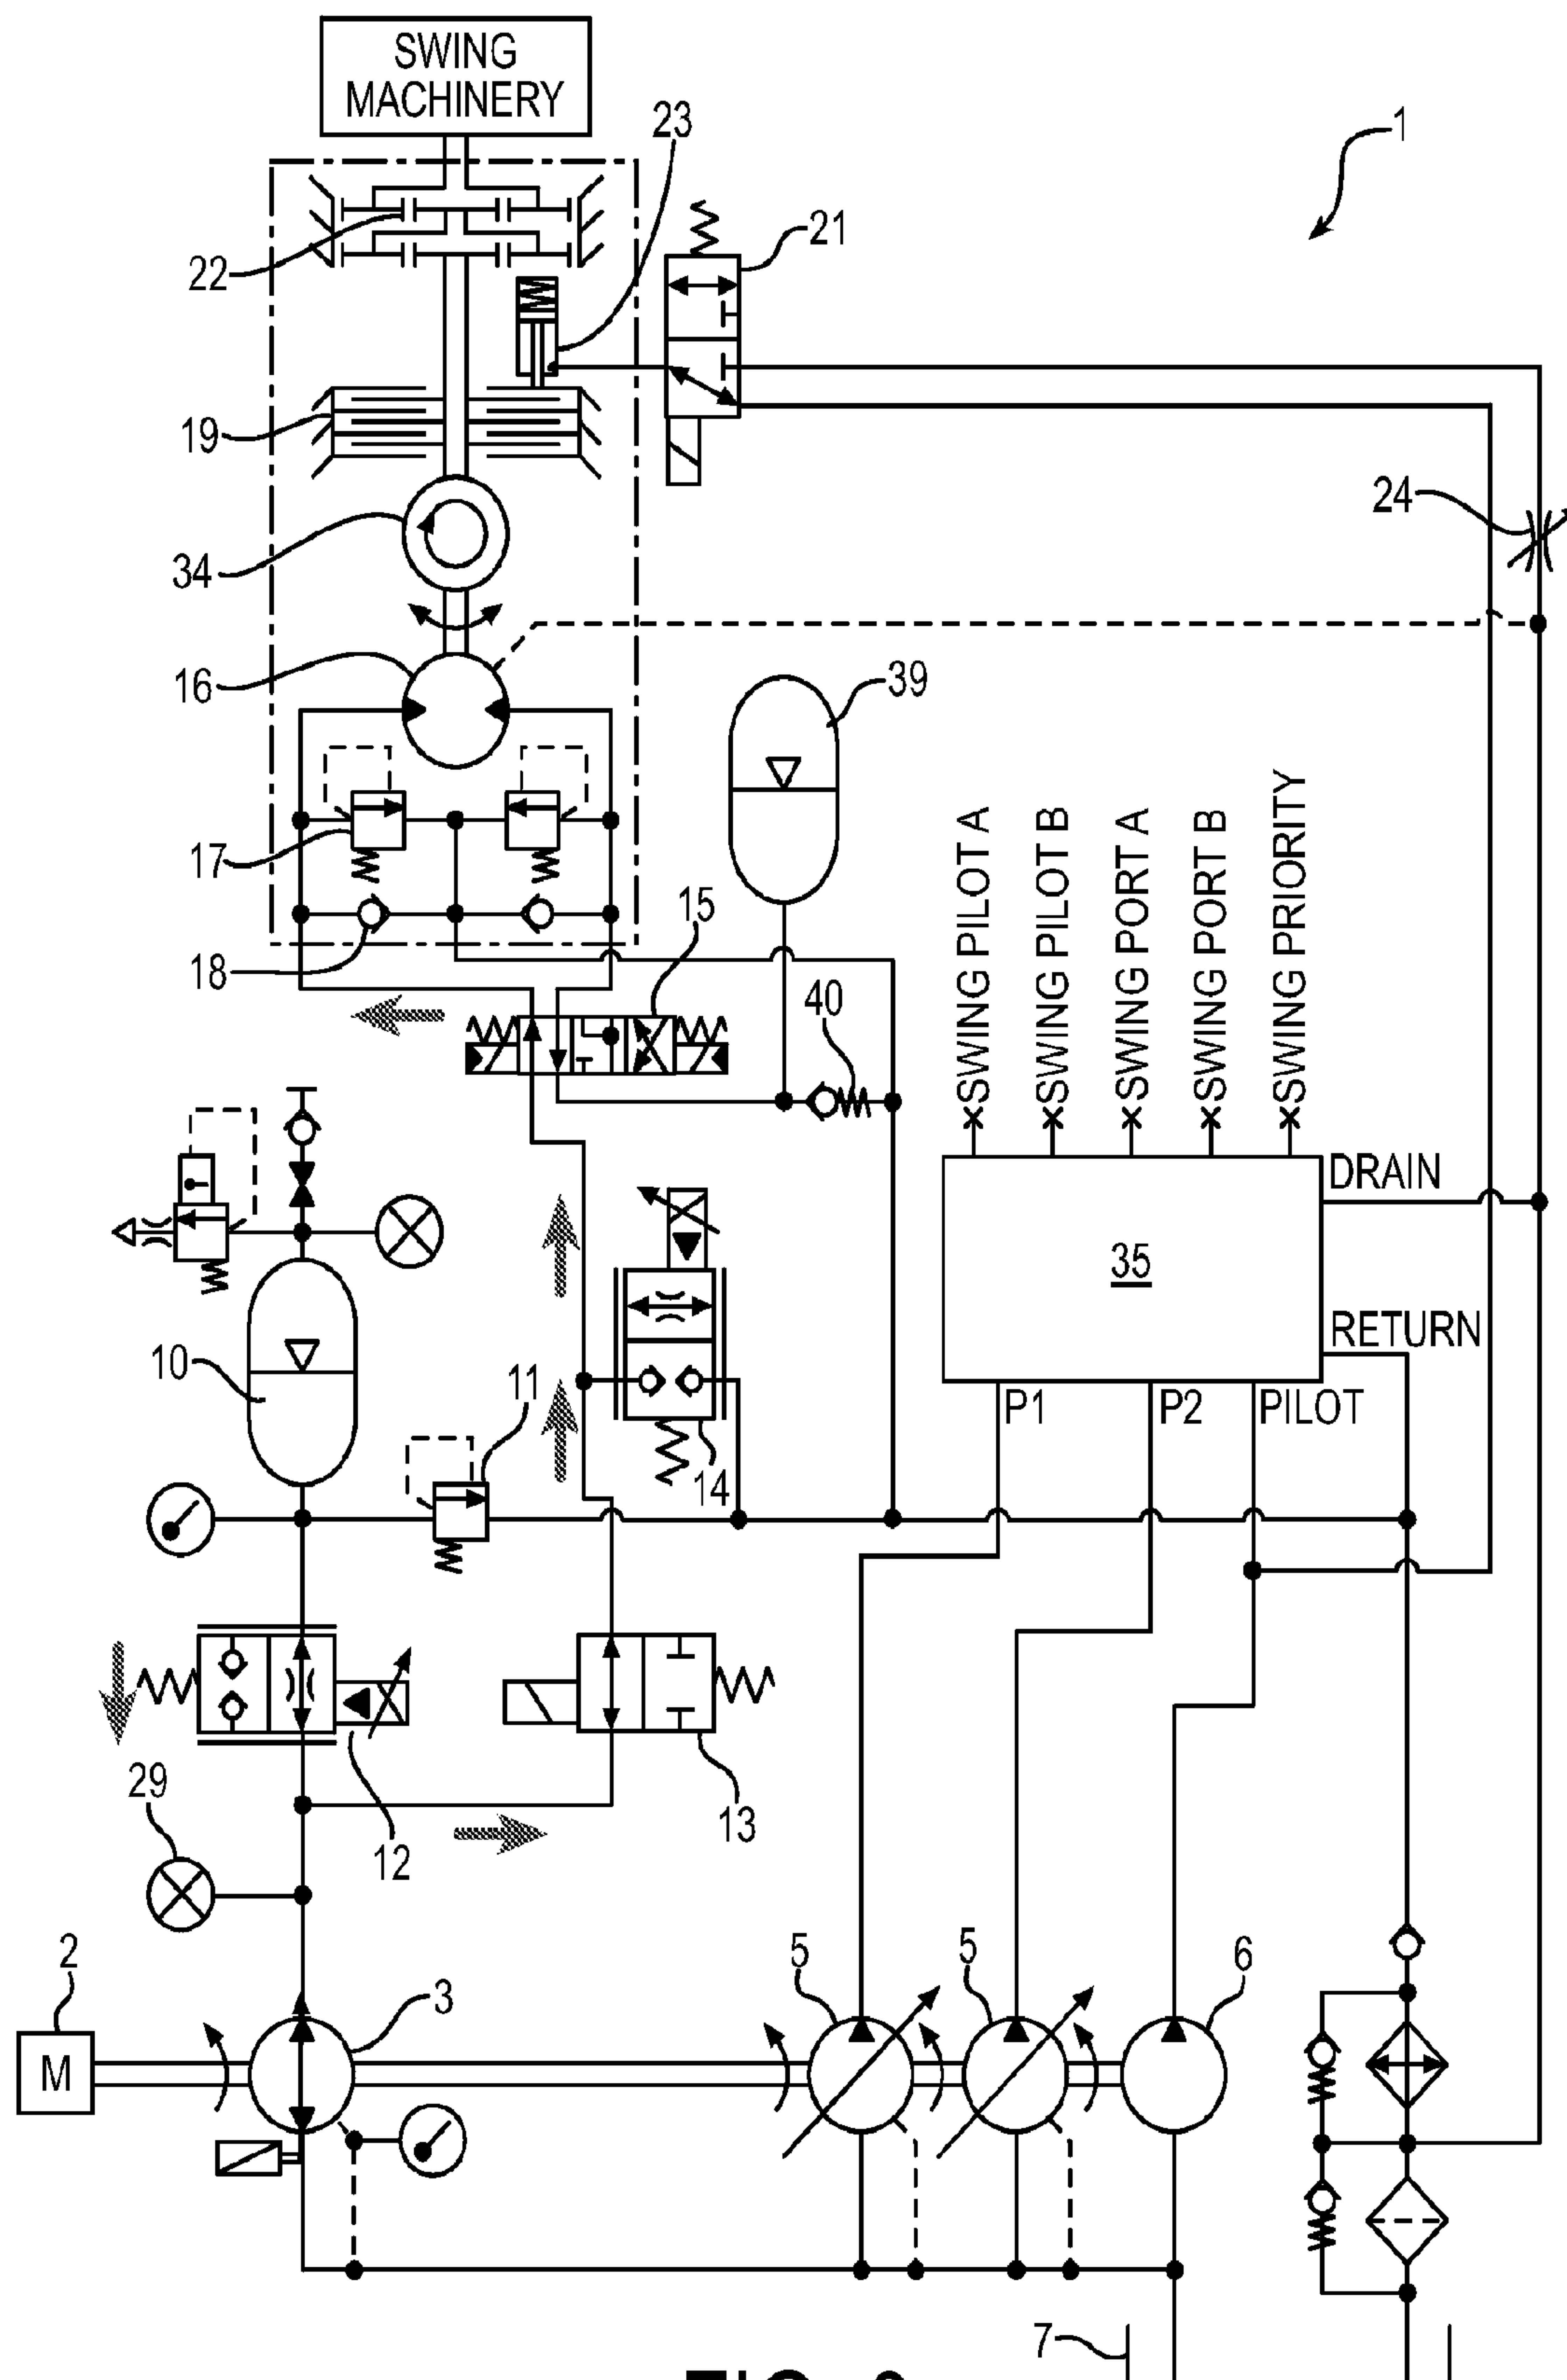 SWING
MACHINERY
23
1
21
22
19
24
34
16
39
17
18
15
40
SWING PILOT A
SWING PILOT B
SWING PORT A
SWING PORT B
SWING PRIORITY
DRAIN
35
RETURN
10
11
14
P1
P2
PILOT
29
12
13
2
M
3
5
5
6
7